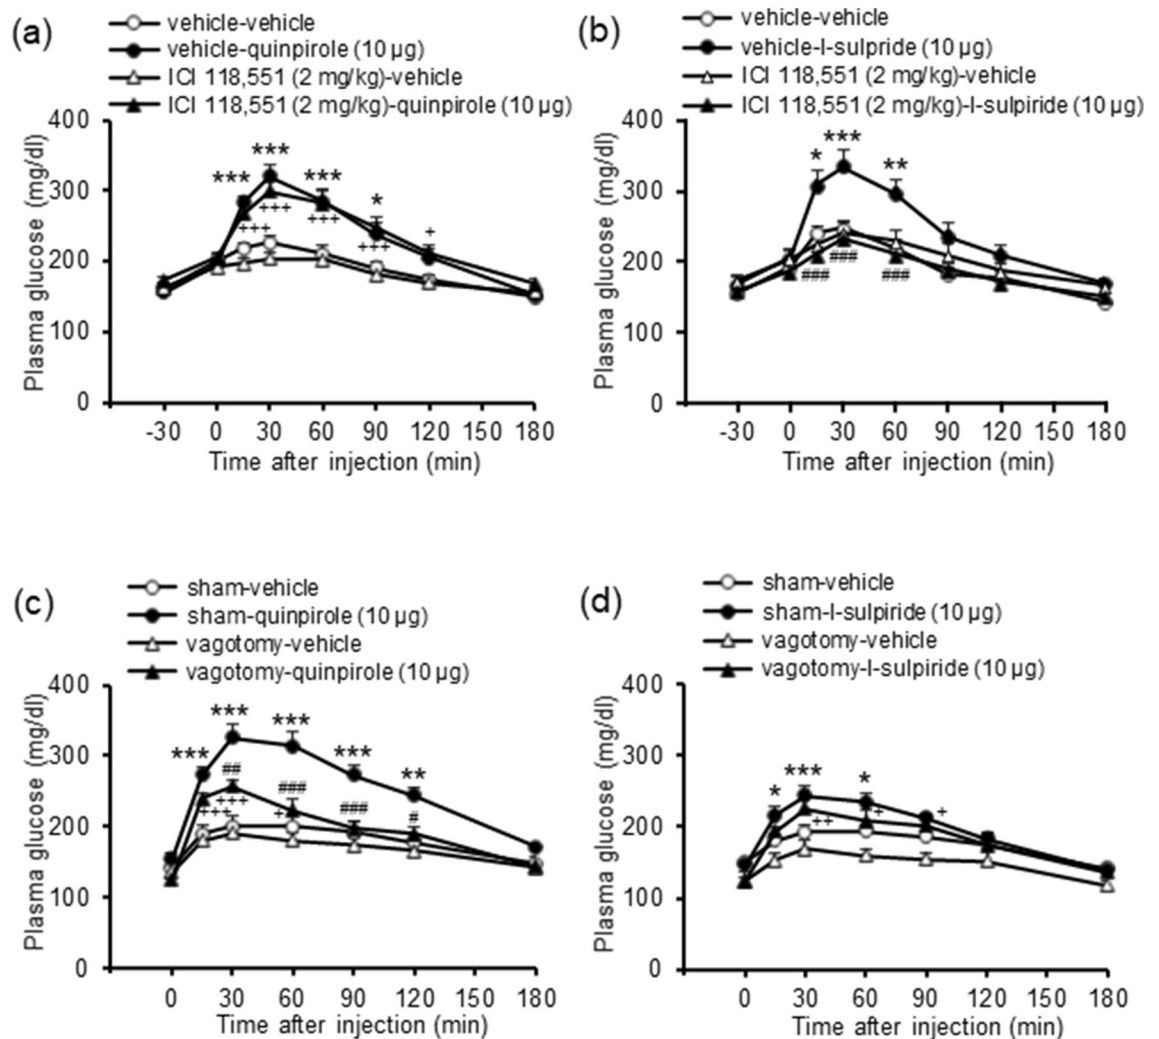 (a)
vehicle-vehicle
vehicle-quinpirole (10 µg)
ICI 118,551 (2 mg/kg)-vehicle
ICI 118,551 (2 mg/kg)-quinpirole (10 µg)
Plasma glucose (mg/dl)
400
300
200
100
0
***
***
***
*
+
+++
+++
+++
+++
-30 0 30 60 90 120 150 180
Time after injection (min)
(b)
vehicle-vehicle
vehicle-l-sulpride (10 µg)
ICI 118,551 (2 mg/kg)-vehicle
ICI 118,551 (2 mg/kg)-l-sulpiride (10 µg)
Plasma glucose (mg/dl)
400
300
200
100
0
*
***
**
###
###
###
-30 0 30 60 90 120 150 180
Time after injection (min)
(c)
sham-vehicle
sham-quinpirole (10 µg)
vagotomy-vehicle
vagotomy-quinpirole (10 µg)
Plasma glucose (mg/dl)
400
300
200
100
0
***
***
***
***
**
##
###
###
#
+++
+++
+
0 30 60 90 120 150 180
Time after injection (min)
(d)
sham-vehicle
sham-l-sulpiride (10 µg)
vagotomy-vehicle
vagotomy-l-sulpiride (10 µg)
Plasma glucose (mg/dl)
400
300
200
100
0
*
***
*
++
+
+
0 30 60 90 120 150 180
Time after injection (min)